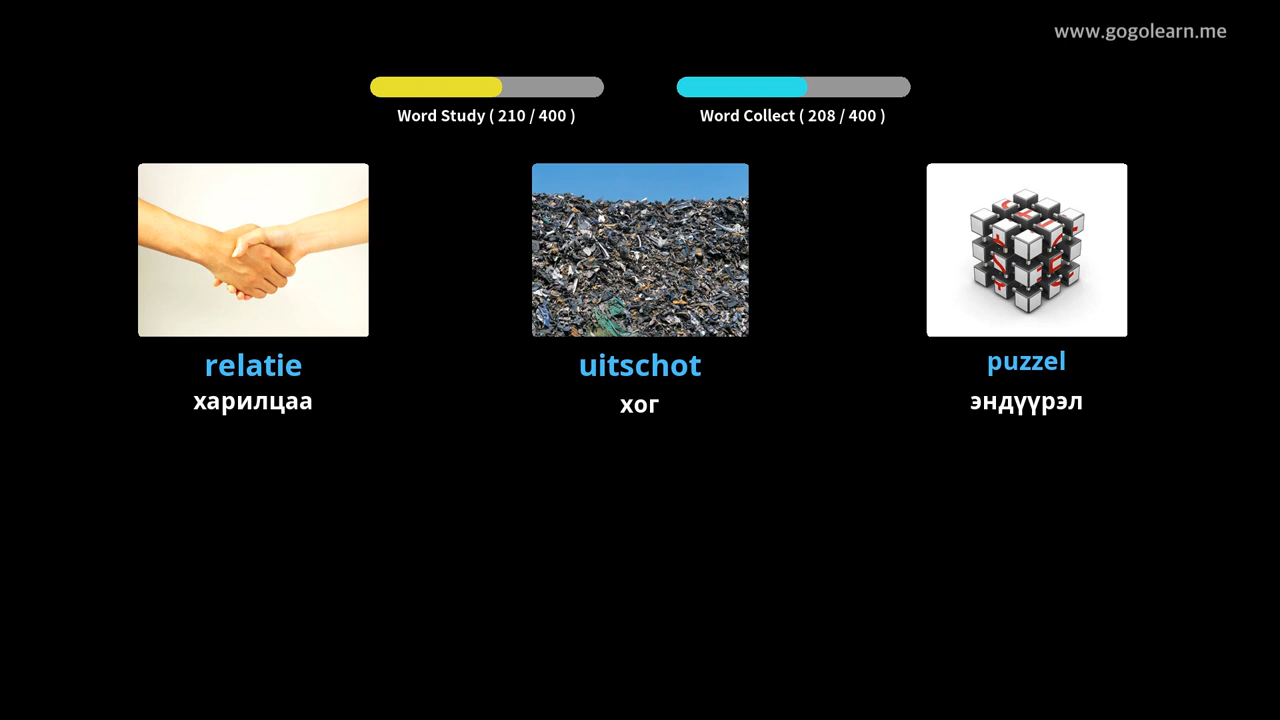 www.gogolearn.me
Word Study ( 210 / 400 )
Word Collect ( 208 / 400 )
relatie
uitschot
puzzel
харилцаа
хог
эндүүрэл